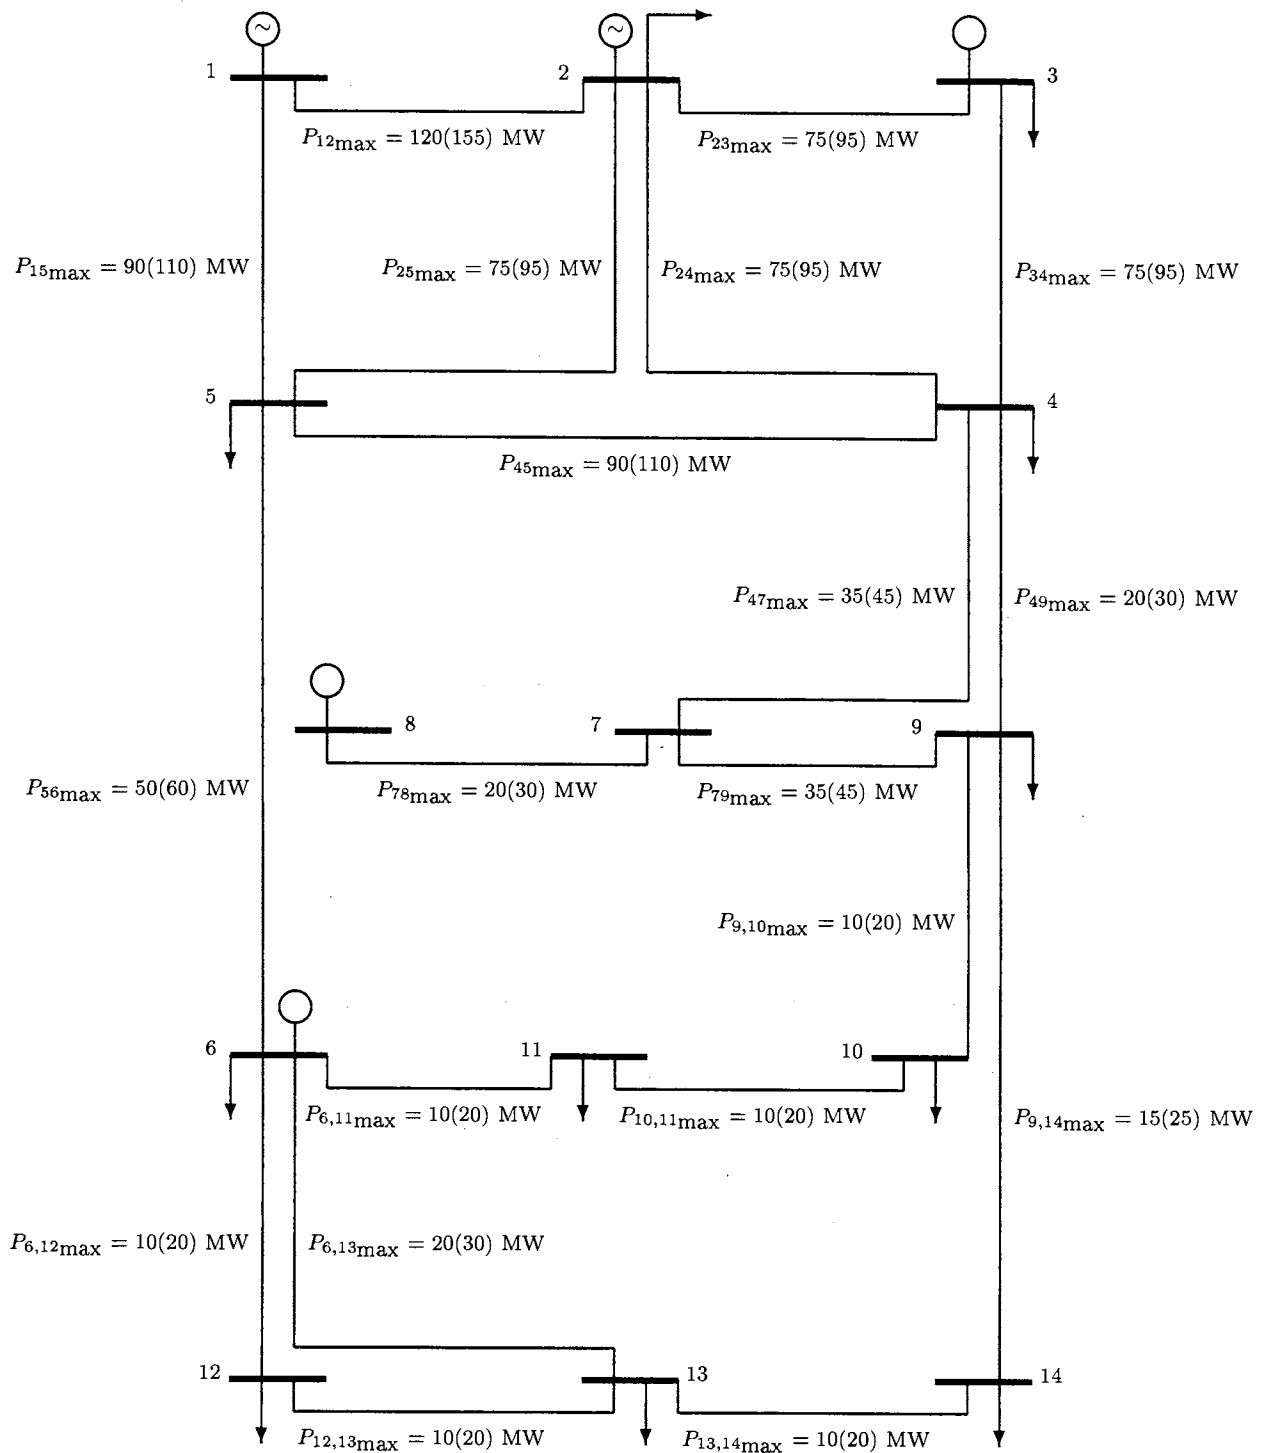 ~ ~
1 2 3
P12max = 120(155) MW P23max = 75(95) MW
P15max = 90(110) MW P25max = 75(95) MW P24max = 75(95) MW P34max = 75(95) MW
5 4
P45max = 90(110) MW
P47max = 35(45) MW P49max = 20(30) MW
8 7 9
P56max = 50(60) MW P78max = 20(30) MW P79max = 35(45) MW
P9,10max = 10(20) MW
6 11 10
P6,11max = 10(20) MW P10,11max = 10(20) MW P9,14max = 15(25) MW
P6,12max = 10(20) MW P6,13max = 20(30) MW
12 13 14
P12,13max = 10(20) MW P13,14max = 10(20) MW